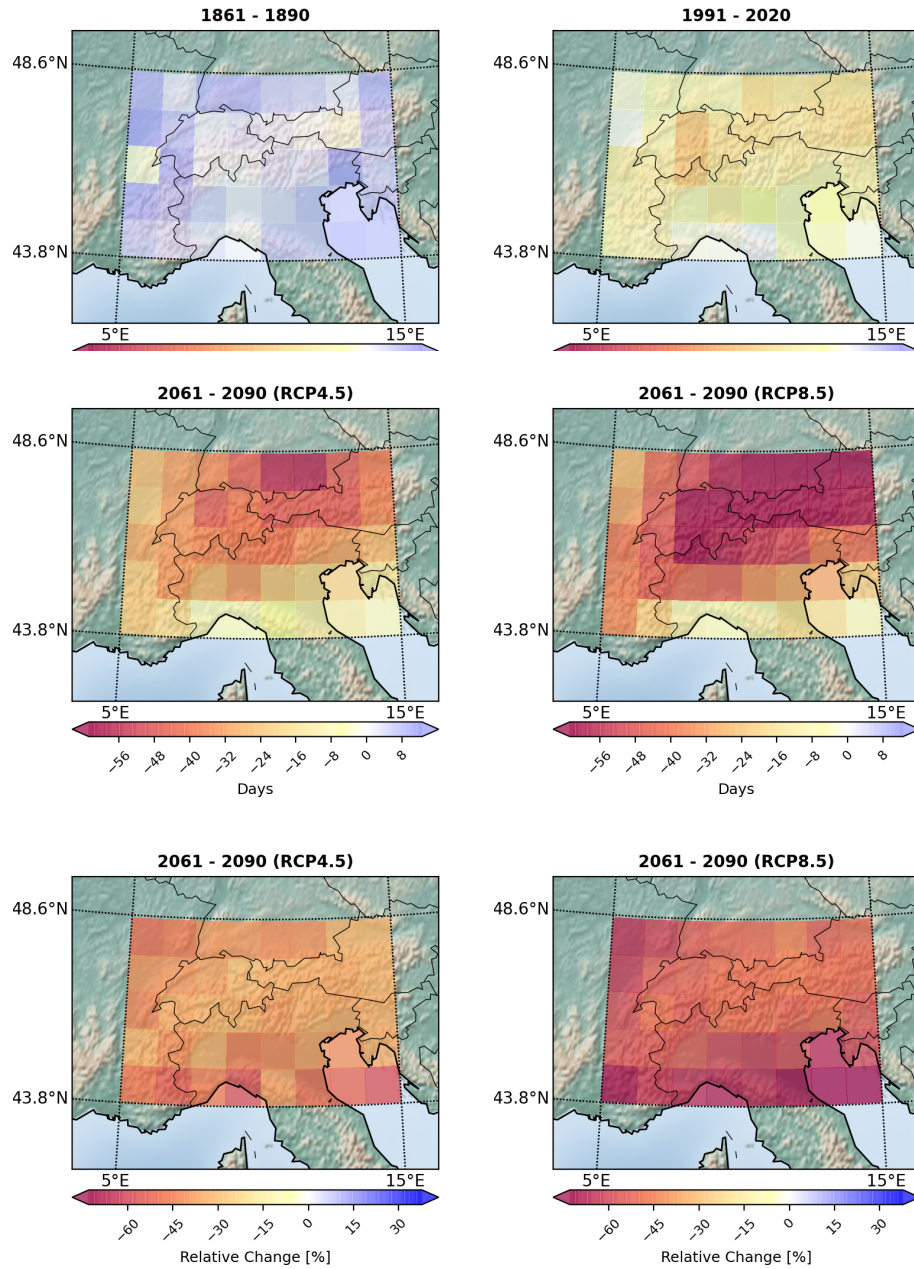 1861 - 1890
1991 - 2020
48.6°N
48.6°N
43.8°N
43.8°N
5°E
15°E
5°E
15°E
2061 - 2090 (RCP4.5)
2061 - 2090 (RCP8.5)
48.6°N
48.6°N
43.8°N
43.8°N
5°E
15°E
5°E
15°E
−56 −48 −40 −32 −24 −16 −8 0 8
−56 −48 −40 −32 −24 −16 −8 0 8
Days
Days
2061 - 2090 (RCP4.5)
2061 - 2090 (RCP8.5)
48.6°N
48.6°N
43.8°N
43.8°N
5°E
15°E
5°E
15°E
−60 −45 −30 −15 0 15 30
−60 −45 −30 −15 0 15 30
Relative Change [%]
Relative Change [%]